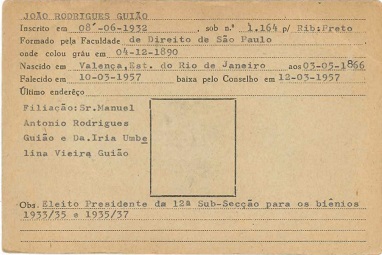 JOÃO RODRIGUES GUIÃO
Inscrito em 08-06-1932 , sob n.º 1.164 p/ Rib:Preto
Formado pela Faculdade de Direito de São Paulo
onde colou gráu em 04-12-1890
Nascido em Valença,Est. do Rio de Janeiro aos 03-05-1866
Falecido em 10-03-1957 baixa pelo Conselho em 12-03-1957
Último enderêço
Filiação:Sr.Manuel
Antonio Rodrigues
Guião e Da.Iria Umbe
lina Vieira Guião
Obs. Eleito Presidente da 12ª Sub-Secção para os biênios
1933/35 e 1935/37